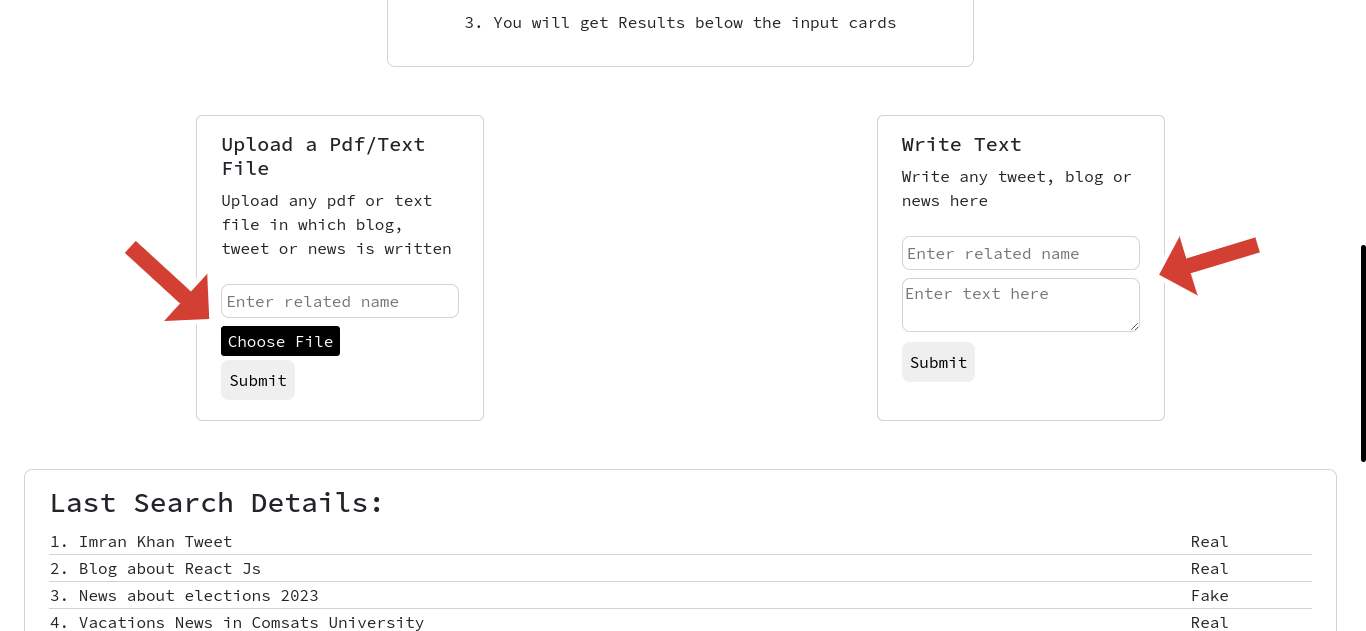 3. You will get Results below the input cards
Upload a Pdf/Text
File
Upload any pdf or text
file in which blog,
tweet or news is written
Enter related name
Choose File
Submit
Write Text
Write any tweet, blog or
news here
Enter related name
Enter text here
Submit
Last Search Details:
1. Imran Khan Tweet Real
2. Blog about React Js Real
3. News about elections 2023 Fake
4. Vacations News in Comsats University Real